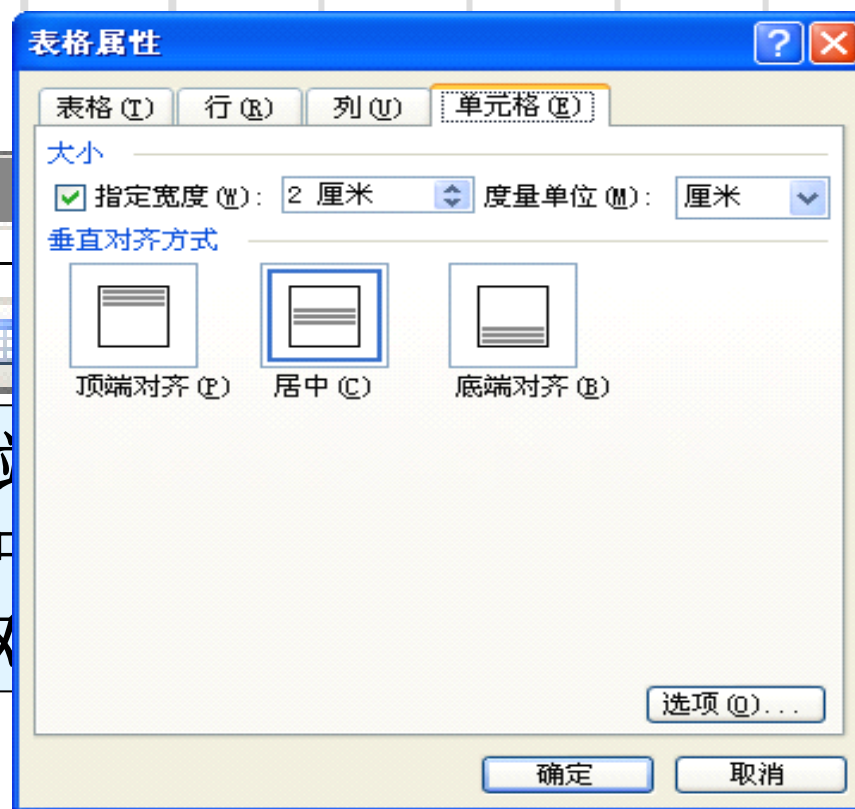 表格属性
表格(T) 行(R) 列(U) 单元格(E)
大小
指定宽度(W): 2 厘米 度量单位(M): 厘米
垂直对齐方式
顶端对齐(P) 居中(C) 底端对齐(B)
选项(O)...
确定 取消